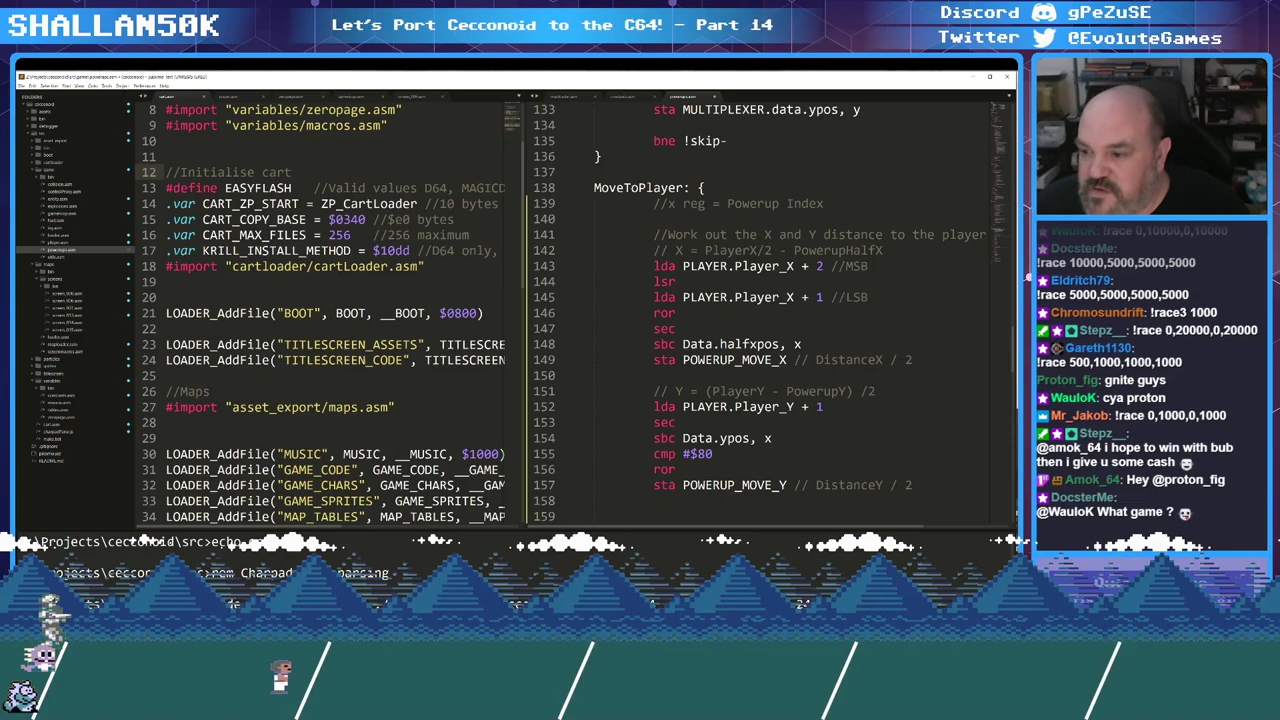 SHALLAN50K
Let's Port Cecconoid to the C64! - Part 14
Discord gPeZuSE
Twitter @EvoluteGames
8 #import "variables/zeropage.asm"
9 #import "variables/macros.asm"
10
11
12 //Initialise cart
13 #define EASYFLASH //Valid values D64, MAGICD
14 .var CART_ZP_START = ZP_CartLoader //10 bytes
15 .var CART_COPY_BASE = $0340 //$e0 bytes
16 .var CART_MAX_FILES = 256 //256 maximum
17 .var KRILL_INSTALL_METHOD = $10dd //D64 only,
18 #import "cartloader/cartLoader.asm"
19
20
21 LOADER_AddFile("BOOT", BOOT, __BOOT, $0800)
22
23 LOADER_AddFile("TITLESCREEN_ASSETS", TITLESCRE
24 LOADER_AddFile("TITLESCREEN_CODE", TITLESCREEN
25
26 //Maps
27 #import "asset_export/maps.asm"
28
29
30 LOADER_AddFile("MUSIC", MUSIC, __MUSIC, $1000)
31 LOADER_AddFile("GAME_CODE", GAME_CODE, __GAME_
32 LOADER_AddFile("GAME_CHARS", GAME_CHARS, __GA
33 LOADER_AddFile("GAME_SPRITES", GAME_SPRITES,
34 LOADER_AddFile("MAP_TABLES", MAP_TABLES, __MAP
133 sta MULTIPLEXER.data.ypos, y
134
135 bne !skip-
136 }
137
138 MoveToPlayer: {
139 //x reg = Powerup Index
140
141 //Work out the X and Y distance to the player
142 // X = PlayerX/2 - PowerupHalfX
143 lda PLAYER.Player_X + 2 //MSB
144 lsr
145 lda PLAYER.Player_X + 1 //LSB
146 ror
147 sec
148 sbc Data.halfxpos, x
149 sta POWERUP_MOVE_X // DistanceX / 2
150
151 // Y = (PlayerY - PowerupY) /2
152 lda PLAYER.Player_Y + 1
153 sec
154 sbc Data.ypos, x
155 cmp #$80
156 ror
157 sta POWERUP_MOVE_Y // DistanceY / 2
158
159
WauloK: !race 0,10000,0,10000
DocsterMe:
!race 10000,5000,5000,5000
Eldritch79:
!race 5000,5000,5000,5000
Chromosundrift: !race3 1000
Stepz__: !race 0,20000,0,20000
Gareth1130:
!race 500,1000,1000,1000
Proton_fig: gnite guys
WauloK: cya proton
Mr_Jakob: !race 0,1000,0,1000
Stepz__:
@amok_64 i hope to win with bub
then i give u some cash
Amok_64: Hey @proton_fig
DocsterMe:
@WauloK What game ?
\Projects\cecconoid\src>echo